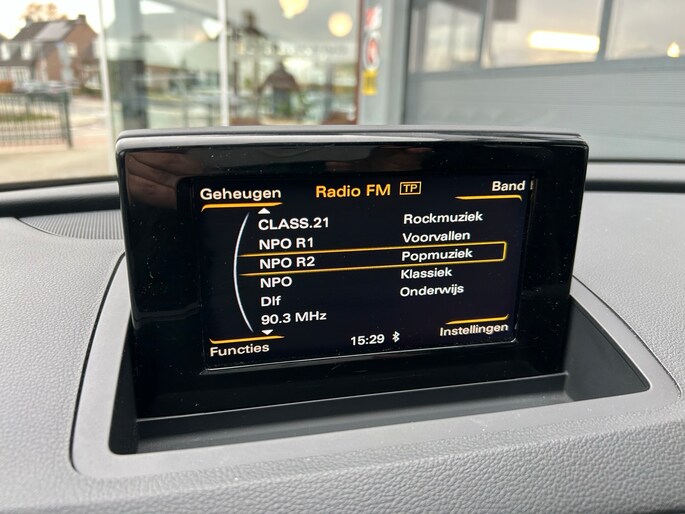 Geheugen Radio FM TP Band
CLASS.21 Rockmuziek
NPO R1 Voorvallen
NPO R2 Popmuziek
NPO Klassiek
Dlf Onderwijs
90.3 MHz
Functies 15:29 Instellingen